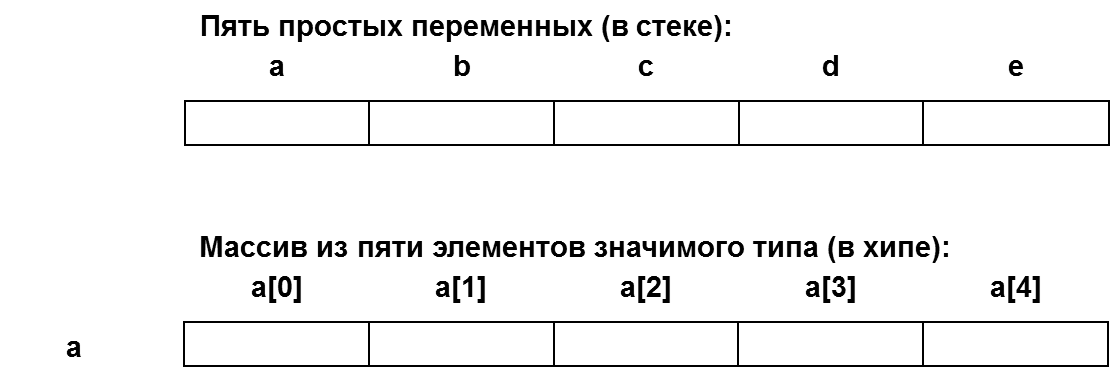 Пять простых переменных (в стеке):
a b c d e
Массив из пяти элементов значимого типа (в хипе):
a[0] a[1] a[2] a[3] a[4]
a